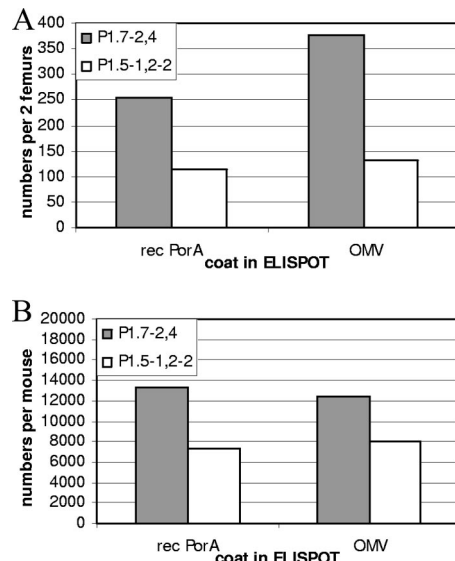 A
numbers per 2 femurs
400
350
300
250
200
150
100
50
0
P1.7-2,4
P1.5-1,2-2
rec PorA
OMV
coat in ELISPOT
B
numbers per mouse
20000
18000
16000
14000
12000
10000
8000
6000
4000
2000
0
P1.7-2,4
P1.5-1,2-2
rec PorA
OMV
coat in ELISPOT